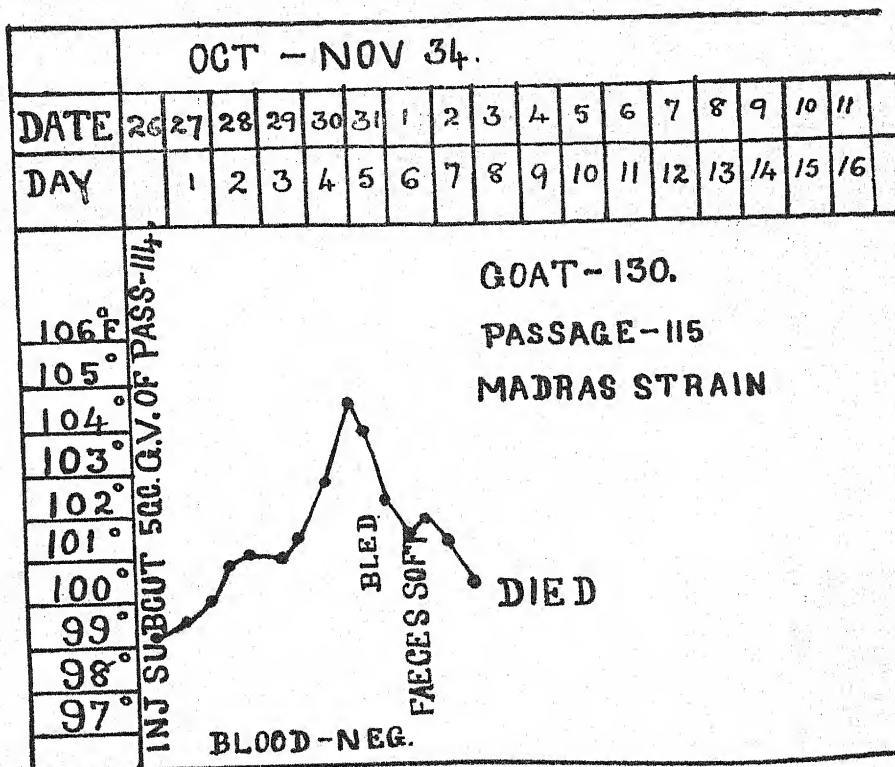 OCT - NOV 34.
DATE 26 27 28 29 30 31 1 2 3 4 5 6 7 8 9 10 11
DAY 1 2 3 4 5 6 7 8 9 10 11 12 13 14 15 16
GOAT-130.
PASSAGE-115
MADRAS STRAIN
106°F
105°
104°
103°
102°
101°
100°
99°
98°
97°
INJ SUBCUT 5CC. G.V. OF PASS-114,
BLED
FAECES SOFT
DIED
BLOOD-NEG.